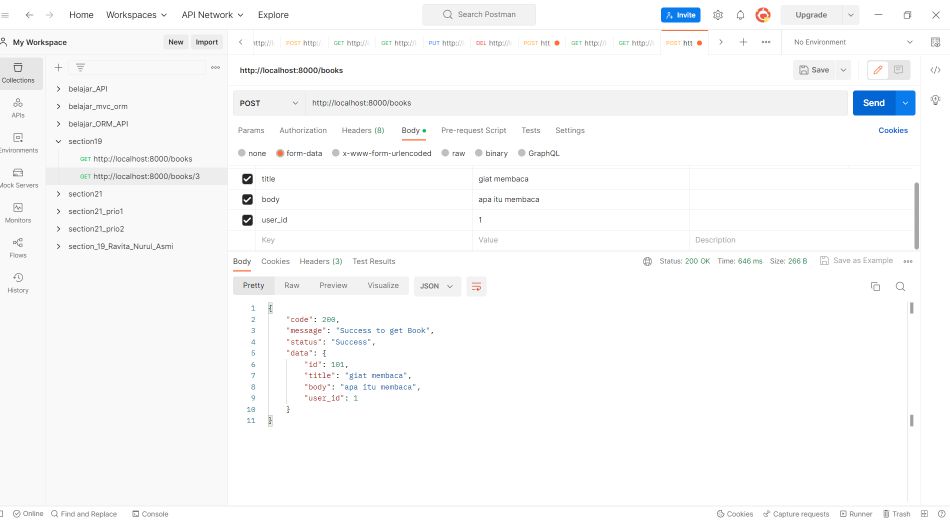 Home Workspaces API Network Explore Search Postman Invite Upgrade
My Workspace New Import http:// POST http:/ GET http:/ GET http:/ PUT http:/ DEL http:/ POST htt GET http:/ GET http:/ POST htt No Environment
Collections
APIs
Environments
Mock Servers
Monitors
Flows
History
belajar_API
belajar_mvc_orm
belajar_ORM_API
section19
GET http://localhost:8000/books
GET http://localhost:8000/books/3
section21
section21_prio1
section21_prio2
section_19_Ravita_Nurul_Asmi
http://localhost:8000/books Save
POST http://localhost:8000/books Send
Params Authorization Headers (8) Body Pre-request Script Tests Settings Cookies
none form-data x-www-form-urlencoded raw binary GraphQL
title giat membaca
body apa itu membaca
user_id 1
Key Value Description
Body Cookies Headers (3) Test Results Status: 200 OK Time: 646 ms Size: 266 B Save as Example
Pretty Raw Preview Visualize JSON
1 {
2 "code": 200,
3 "message": "Success to get Book",
4 "status": "Success",
5 "data": {
6 "id": 101,
7 "title": "giat membaca",
8 "body": "apa itu membaca",
9 "user_id": 1
10 }
11 }
Online Find and Replace Console Cookies Capture requests Runner Trash